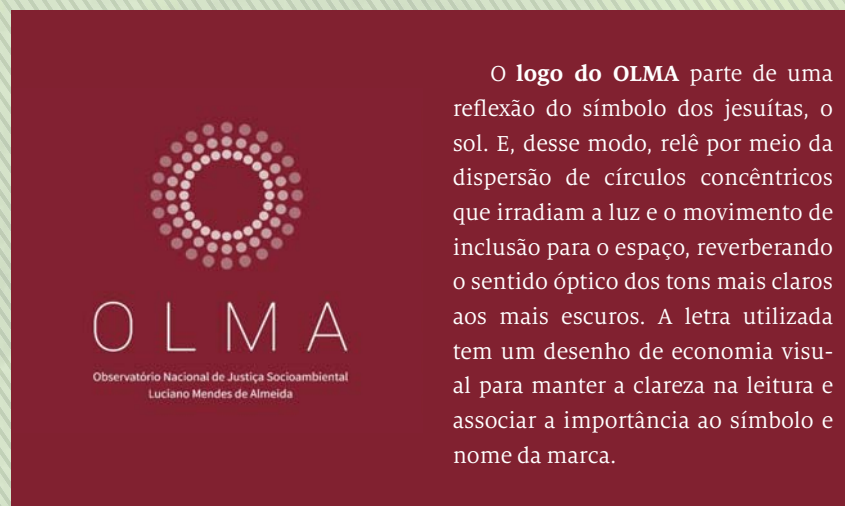 OLMA
Observatório Nacional de Justiça Socioambiental
Luciano Mendes de Almeida
O logo do OLMA parte de uma
reflexão do símbolo dos jesuítas, o
sol. E, desse modo, relê por meio da
dispersão de círculos concêntricos
que irradiam a luz e o movimento de
inclusão para o espaço, reverberando
o sentido óptico dos tons mais claros
aos mais escuros. A letra utilizada
tem um desenho de economia visu-
al para manter a clareza na leitura e
associar a importância ao símbolo e
nome da marca.